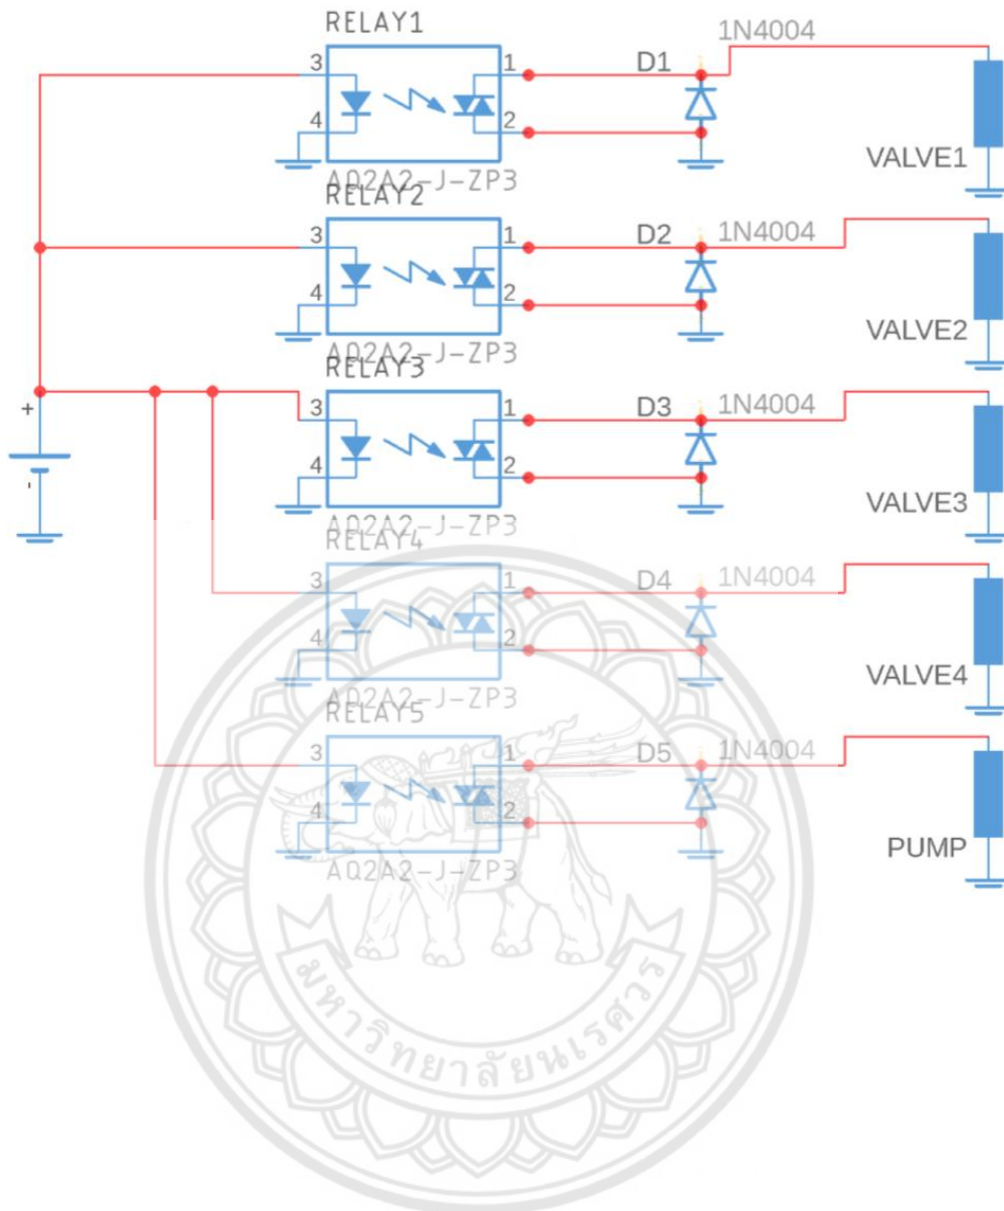 RELAY1
1N4004
3
1
D1
4
2
VALVE1
AQ2A2-J-ZP3
RELAY2
3
1
D2
1N4004
4
2
VALVE2
AQ2A2-J-ZP3
RELAY3
3
1
D3
1N4004
+
4
2
-
VALVE3
AQ2A2-J-ZP3
RELAY4
3
1
D4
1N4004
4
2
VALVE4
AQ2A2-J-ZP3
RELAY5
3
1
D5
1N4004
4
2
PUMP
AQ2A2-J-ZP3
มหาวิทยาลัยนเรศวร